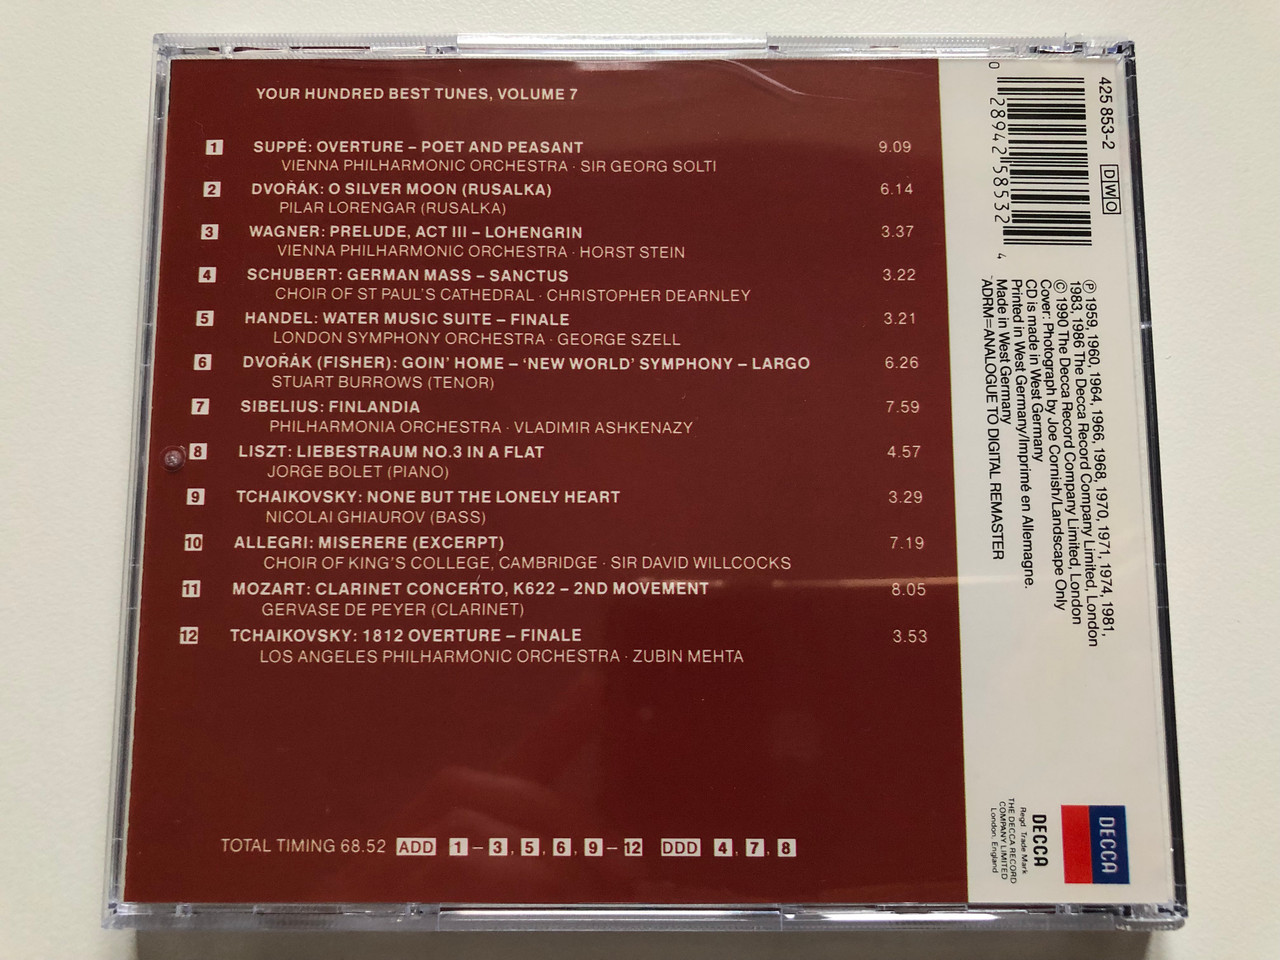 YOUR HUNDRED BEST TUNES, VOLUME 7
1 SUPPÉ: OVERTURE – POET AND PEASANT 9.09
VIENNA PHILHARMONIC ORCHESTRA · SIR GEORG SOLTI
2 DVOŘÁK: O SILVER MOON (RUSALKA) 6.14
PILAR LORENGAR (RUSALKA)
3 WAGNER: PRELUDE, ACT III – LOHENGRIN 3.37
VIENNA PHILHARMONIC ORCHESTRA · HORST STEIN
4 SCHUBERT: GERMAN MASS – SANCTUS 3.22
CHOIR OF ST PAUL'S CATHEDRAL · CHRISTOPHER DEARNLEY
5 HANDEL: WATER MUSIC SUITE – FINALE 3.21
LONDON SYMPHONY ORCHESTRA · GEORGE SZELL
6 DVOŘÁK (FISHER): GOIN' HOME – 'NEW WORLD' SYMPHONY – LARGO 6.26
STUART BURROWS (TENOR)
7 SIBELIUS: FINLANDIA 7.59
PHILHARMONIA ORCHESTRA · VLADIMIR ASHKENAZY
8 LISZT: LIEBESTRAUM NO.3 IN A FLAT 4.57
JORGE BOLET (PIANO)
9 TCHAIKOVSKY: NONE BUT THE LONELY HEART 3.29
NICOLAI GHIAUROV (BASS)
10 ALLEGRI: MISERERE (EXCERPT) 7.19
CHOIR OF KING'S COLLEGE, CAMBRIDGE · SIR DAVID WILLCOCKS
11 MOZART: CLARINET CONCERTO, K622 – 2ND MOVEMENT 8.05
GERVASE DE PEYER (CLARINET)
12 TCHAIKOVSKY: 1812 OVERTURE – FINALE 3.53
LOS ANGELES PHILHARMONIC ORCHESTRA · ZUBIN MEHTA
TOTAL TIMING 68.52 ADD 1 – 3, 5, 6, 9 – 12 DDD 4, 7, 8
425 853-2 DWO
0 28942 58532 4
℗ 1959, 1960, 1964, 1966, 1968, 1970, 1971, 1974, 1981,
1983, 1986 The Decca Record Company Limited, London
© 1990 The Decca Record Company Limited, London
Cover: Photograph by Joe Cornish/Landscape Only
CD is made in West Germany
Printed in West Germany/Imprimé en Allemagne.
Made in West Germany
ADRM=ANALOGUE TO DIGITAL REMASTER
DECCA
DECCA
Regd. Trade Mark
THE DECCA RECORD
COMPANY LIMITED
London, England